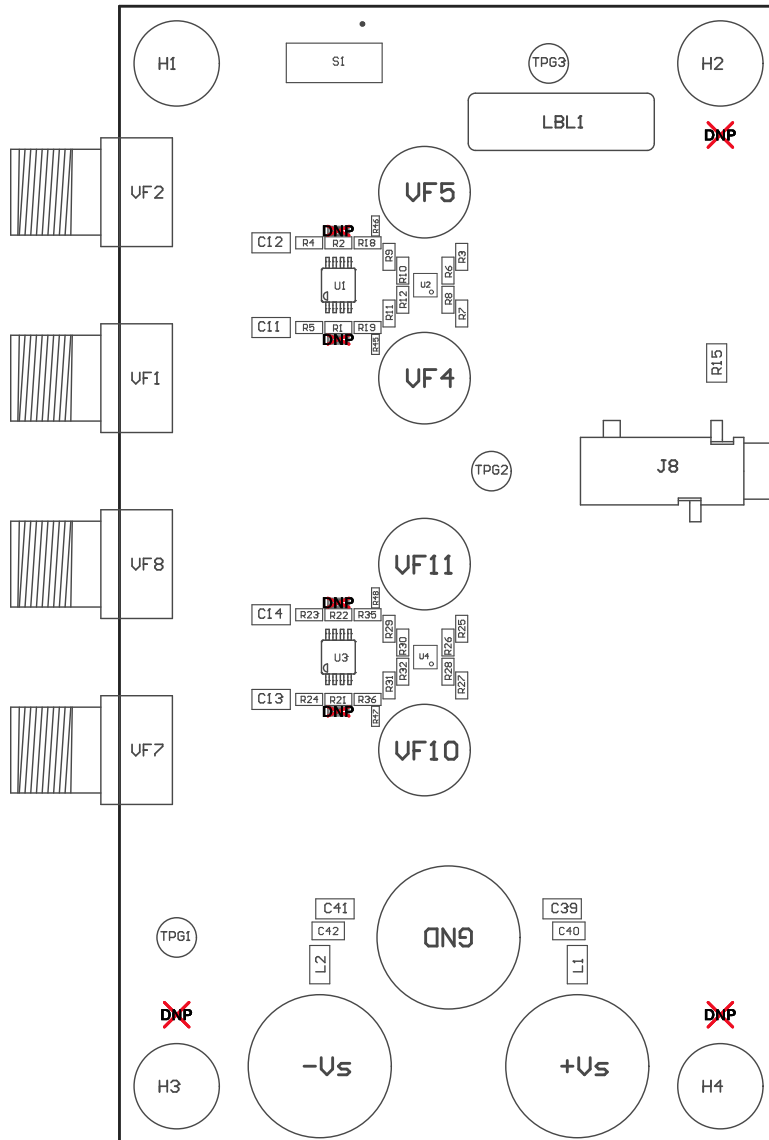 H1
S1
TPG3
H2
LBL1
DNP
VF2
VF5
R46
DNP
C12
R4
R2
R18
R9
R3
R10
R6
U1
U2
R12
R8
R11
R7
C11
R5
R1
R19
DNP
R45
VF1
VF4
R15
TPG2
J8
VF8
VF11
R48
DNP
C14
R23
R22
R35
R29
R25
R30
R26
U3
U4
R32
R28
R31
R27
C13
R24
R21
R36
DNP
R47
VF7
VF10
C41
C39
C42
C40
TPG1
GND
L2
L1
DNP
DNP
-Vs
+Vs
H3
H4